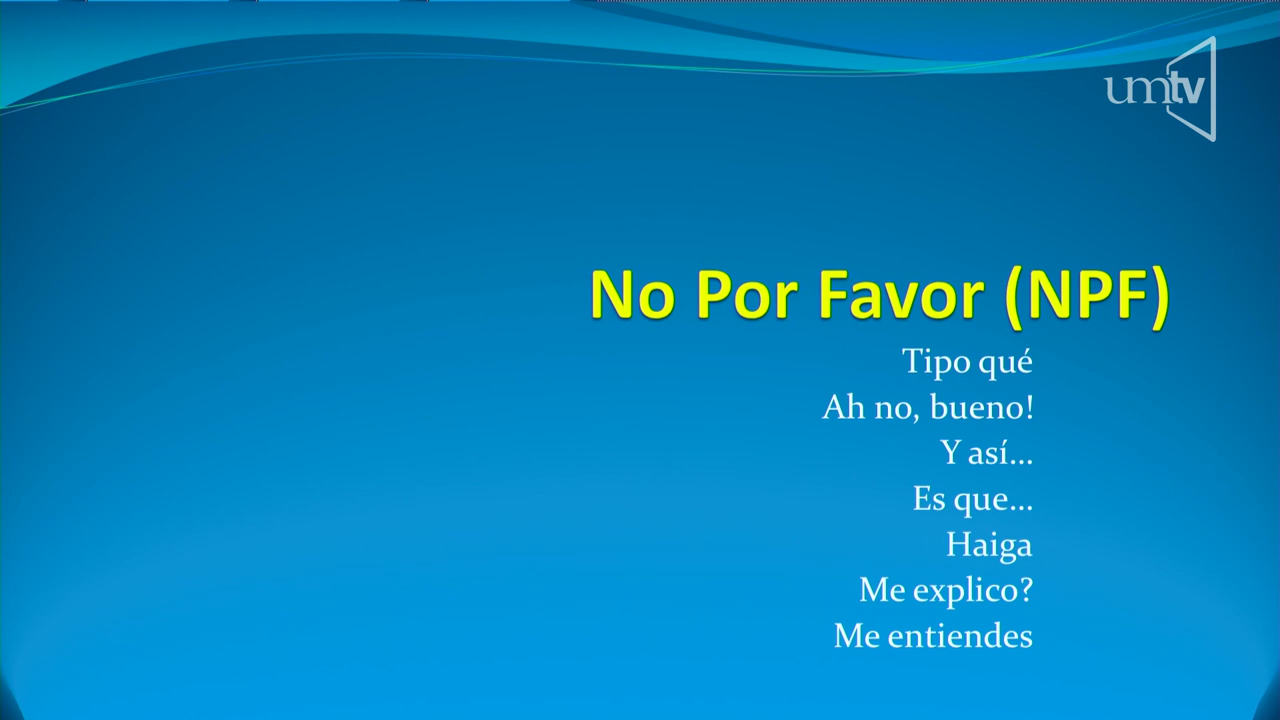 umtv
No Por Favor (NPF)
Tipo qué
Ah no, bueno!
Y así...
Es que...
Haiga
Me explico?
Me entiendes